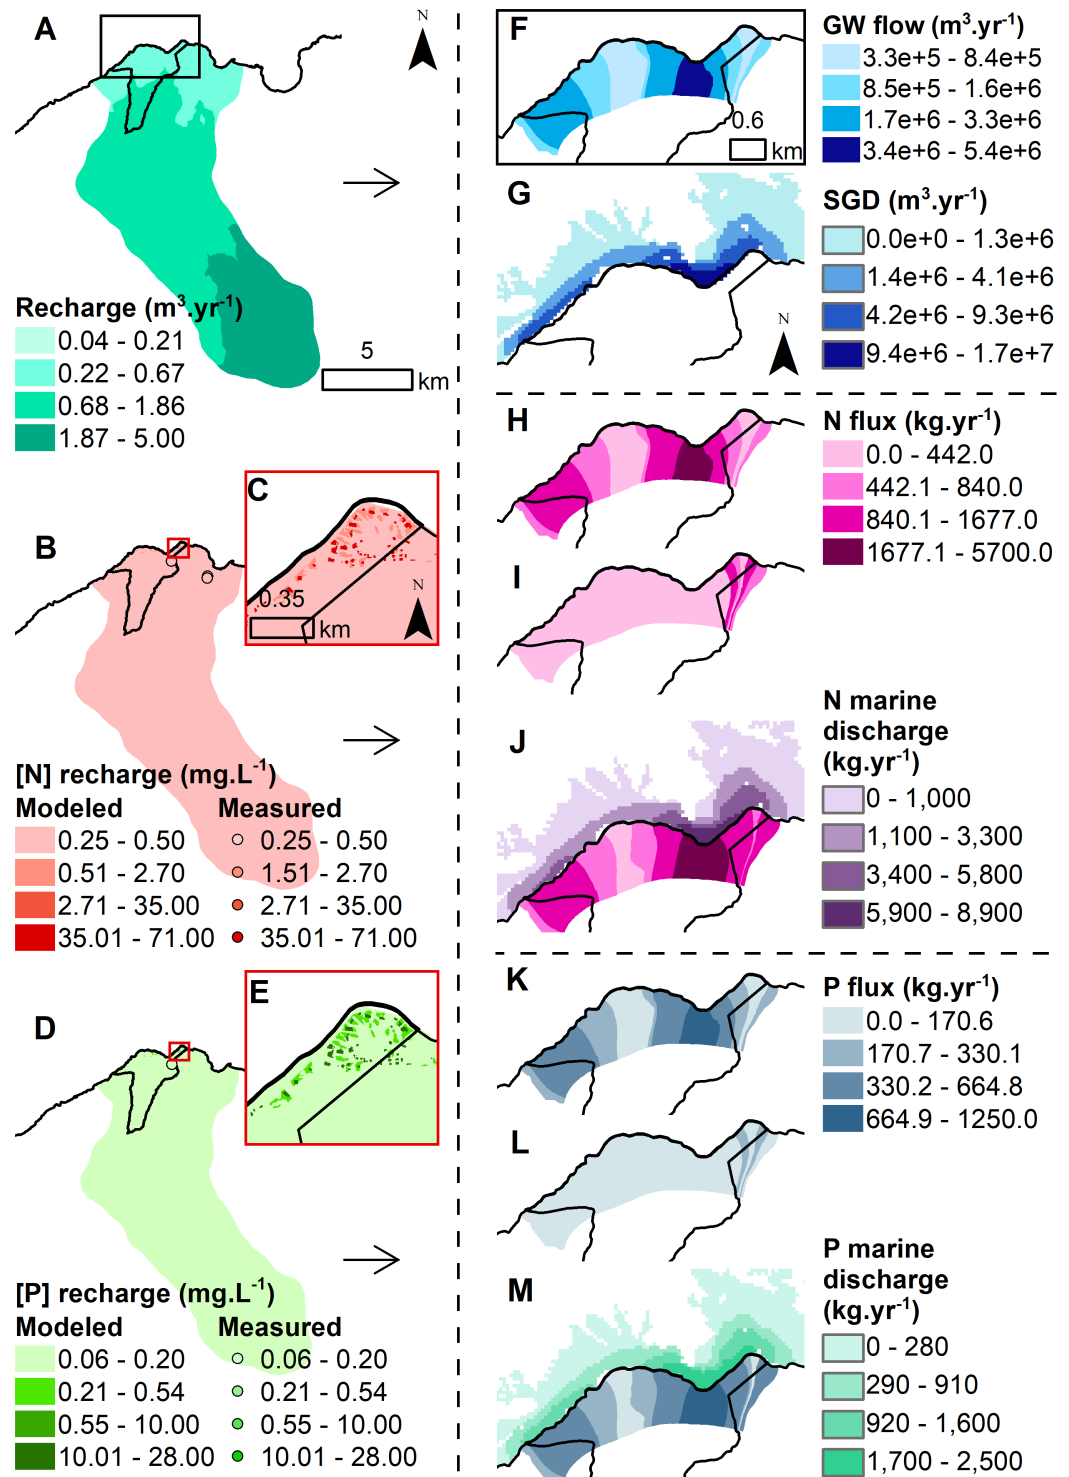 A
N
Recharge (m³.yr⁻¹)
0.04 - 0.21
0.22 - 0.67
0.68 - 1.86
1.87 - 5.00
5
km
B
C
0.35
km
N
[N] recharge (mg.L⁻¹)
Modeled Measured
0.25 - 0.50 0.25 - 0.50
0.51 - 2.70 1.51 - 2.70
2.71 - 35.00 2.71 - 35.00
35.01 - 71.00 35.01 - 71.00
D
E
[P] recharge (mg.L⁻¹)
Modeled Measured
0.06 - 0.20 0.06 - 0.20
0.21 - 0.54 0.21 - 0.54
0.55 - 10.00 0.55 - 10.00
10.01 - 28.00 10.01 - 28.00
F
0.6
km
GW flow (m³.yr⁻¹)
3.3e+5 - 8.4e+5
8.5e+5 - 1.6e+6
1.7e+6 - 3.3e+6
3.4e+6 - 5.4e+6
G
N
SGD (m³.yr⁻¹)
0.0e+0 - 1.3e+6
1.4e+6 - 4.1e+6
4.2e+6 - 9.3e+6
9.4e+6 - 1.7e+7
H
N flux (kg.yr⁻¹)
0.0 - 442.0
442.1 - 840.0
840.1 - 1677.0
1677.1 - 5700.0
I
J
N marine
discharge
(kg.yr⁻¹)
0 - 1,000
1,100 - 3,300
3,400 - 5,800
5,900 - 8,900
K
P flux (kg.yr⁻¹)
0.0 - 170.6
170.7 - 330.1
330.2 - 664.8
664.9 - 1250.0
L
M
P marine
discharge
(kg.yr⁻¹)
0 - 280
290 - 910
920 - 1,600
1,700 - 2,500